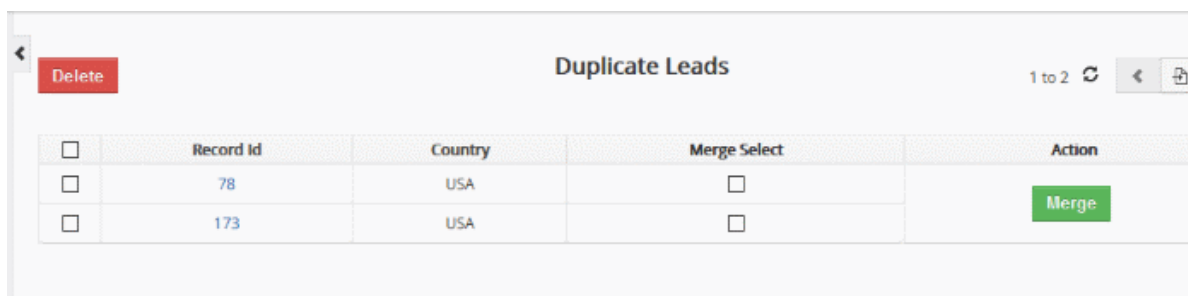 Delete
Duplicate Leads
1 to 2
Record Id Country Merge Select Action
78 USA
173 USA
Merge